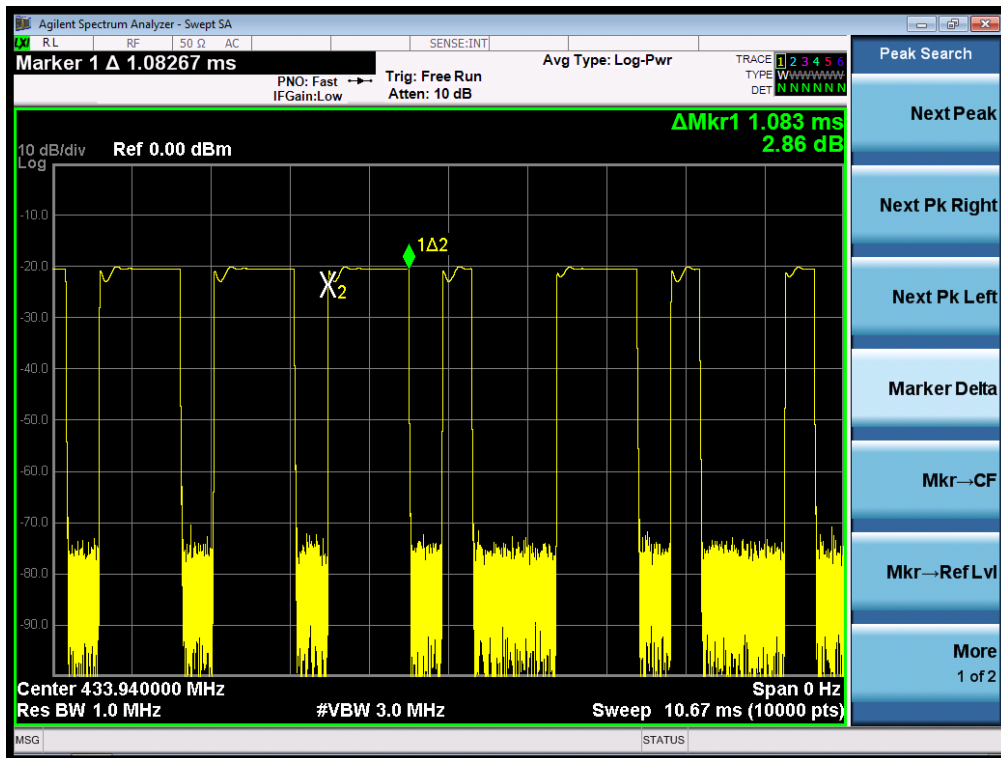 Agilent Spectrum Analyzer - Swept SA
LXI RL RF 50 Ω AC SENSE:INT
Marker 1 Δ 1.08267 ms
PNO: Fast
IFGain:Low
Trig: Free Run
Atten: 10 dB
Avg Type: Log-Pwr
TRACE 1 2 3 4 5 6
TYPE WWWWWW
DET N N N N N N
ΔMkr1 1.083 ms
2.86 dB
10 dB/div Ref 0.00 dBm
Log
-10.0
-20.0
-30.0
-40.0
-50.0
-60.0
-70.0
-80.0
-90.0
1Δ2
X2
Center 433.940000 MHz
Span 0 Hz
Res BW 1.0 MHz
#VBW 3.0 MHz
Sweep 10.67 ms (10000 pts)
MSG
STATUS
Peak Search
Next Peak
Next Pk Right
Next Pk Left
Marker Delta
Mkr→CF
Mkr→Ref Lvl
More
1 of 2